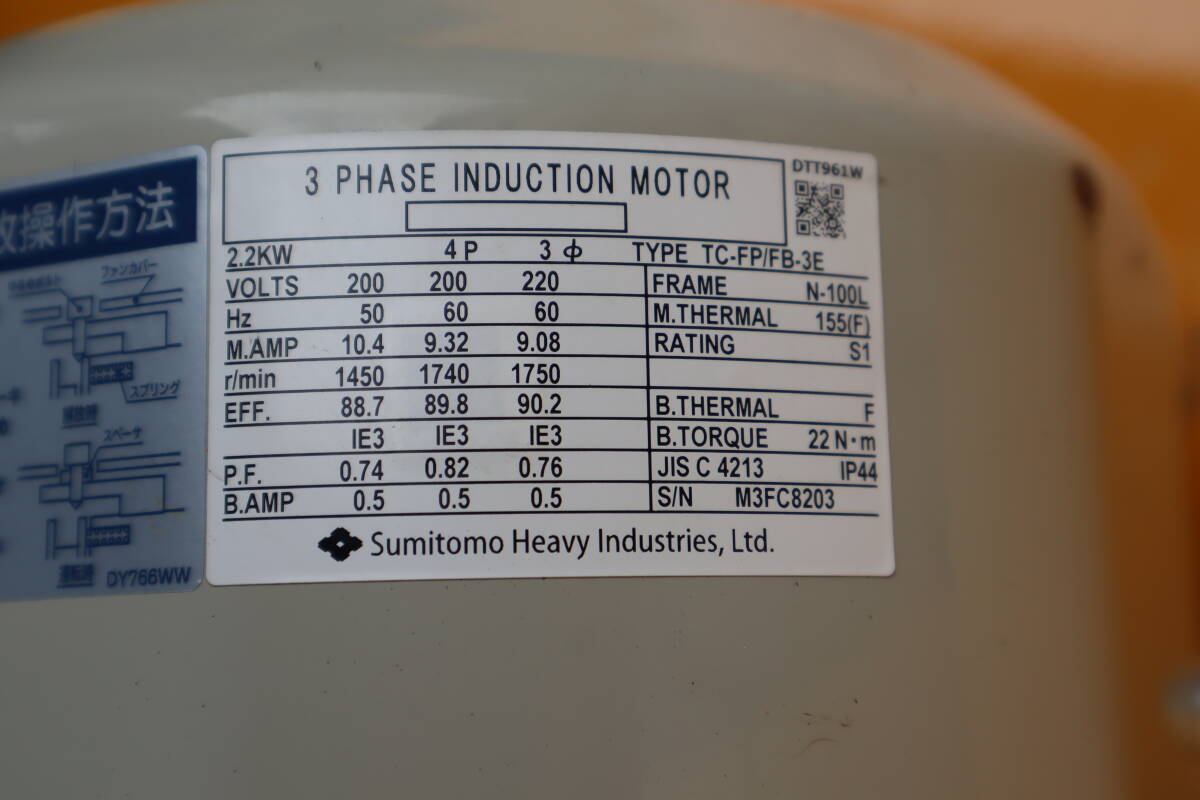 操作方法
ファンカバー
スプリング
スペーサ
DY766WW
3 PHASE INDUCTION MOTOR
DTT961W
2.2KW 4P 3 ф TYPE TC-FP/FB-3E
VOLTS 200 200 220 FRAME N-100L
Hz 50 60 60 M.THERMAL 155(F)
M.AMP 10.4 9.32 9.08 RATING S1
r/min 1450 1740 1750
EFF. 88.7 89.8 90.2 B.THERMAL F
IE3 IE3 IE3 B.TORQUE 22 N・m
P.F. 0.74 0.82 0.76 JIS C 4213 IP44
B.AMP 0.5 0.5 0.5 S/N M3FC8203
Sumitomo Heavy Industries, Ltd.